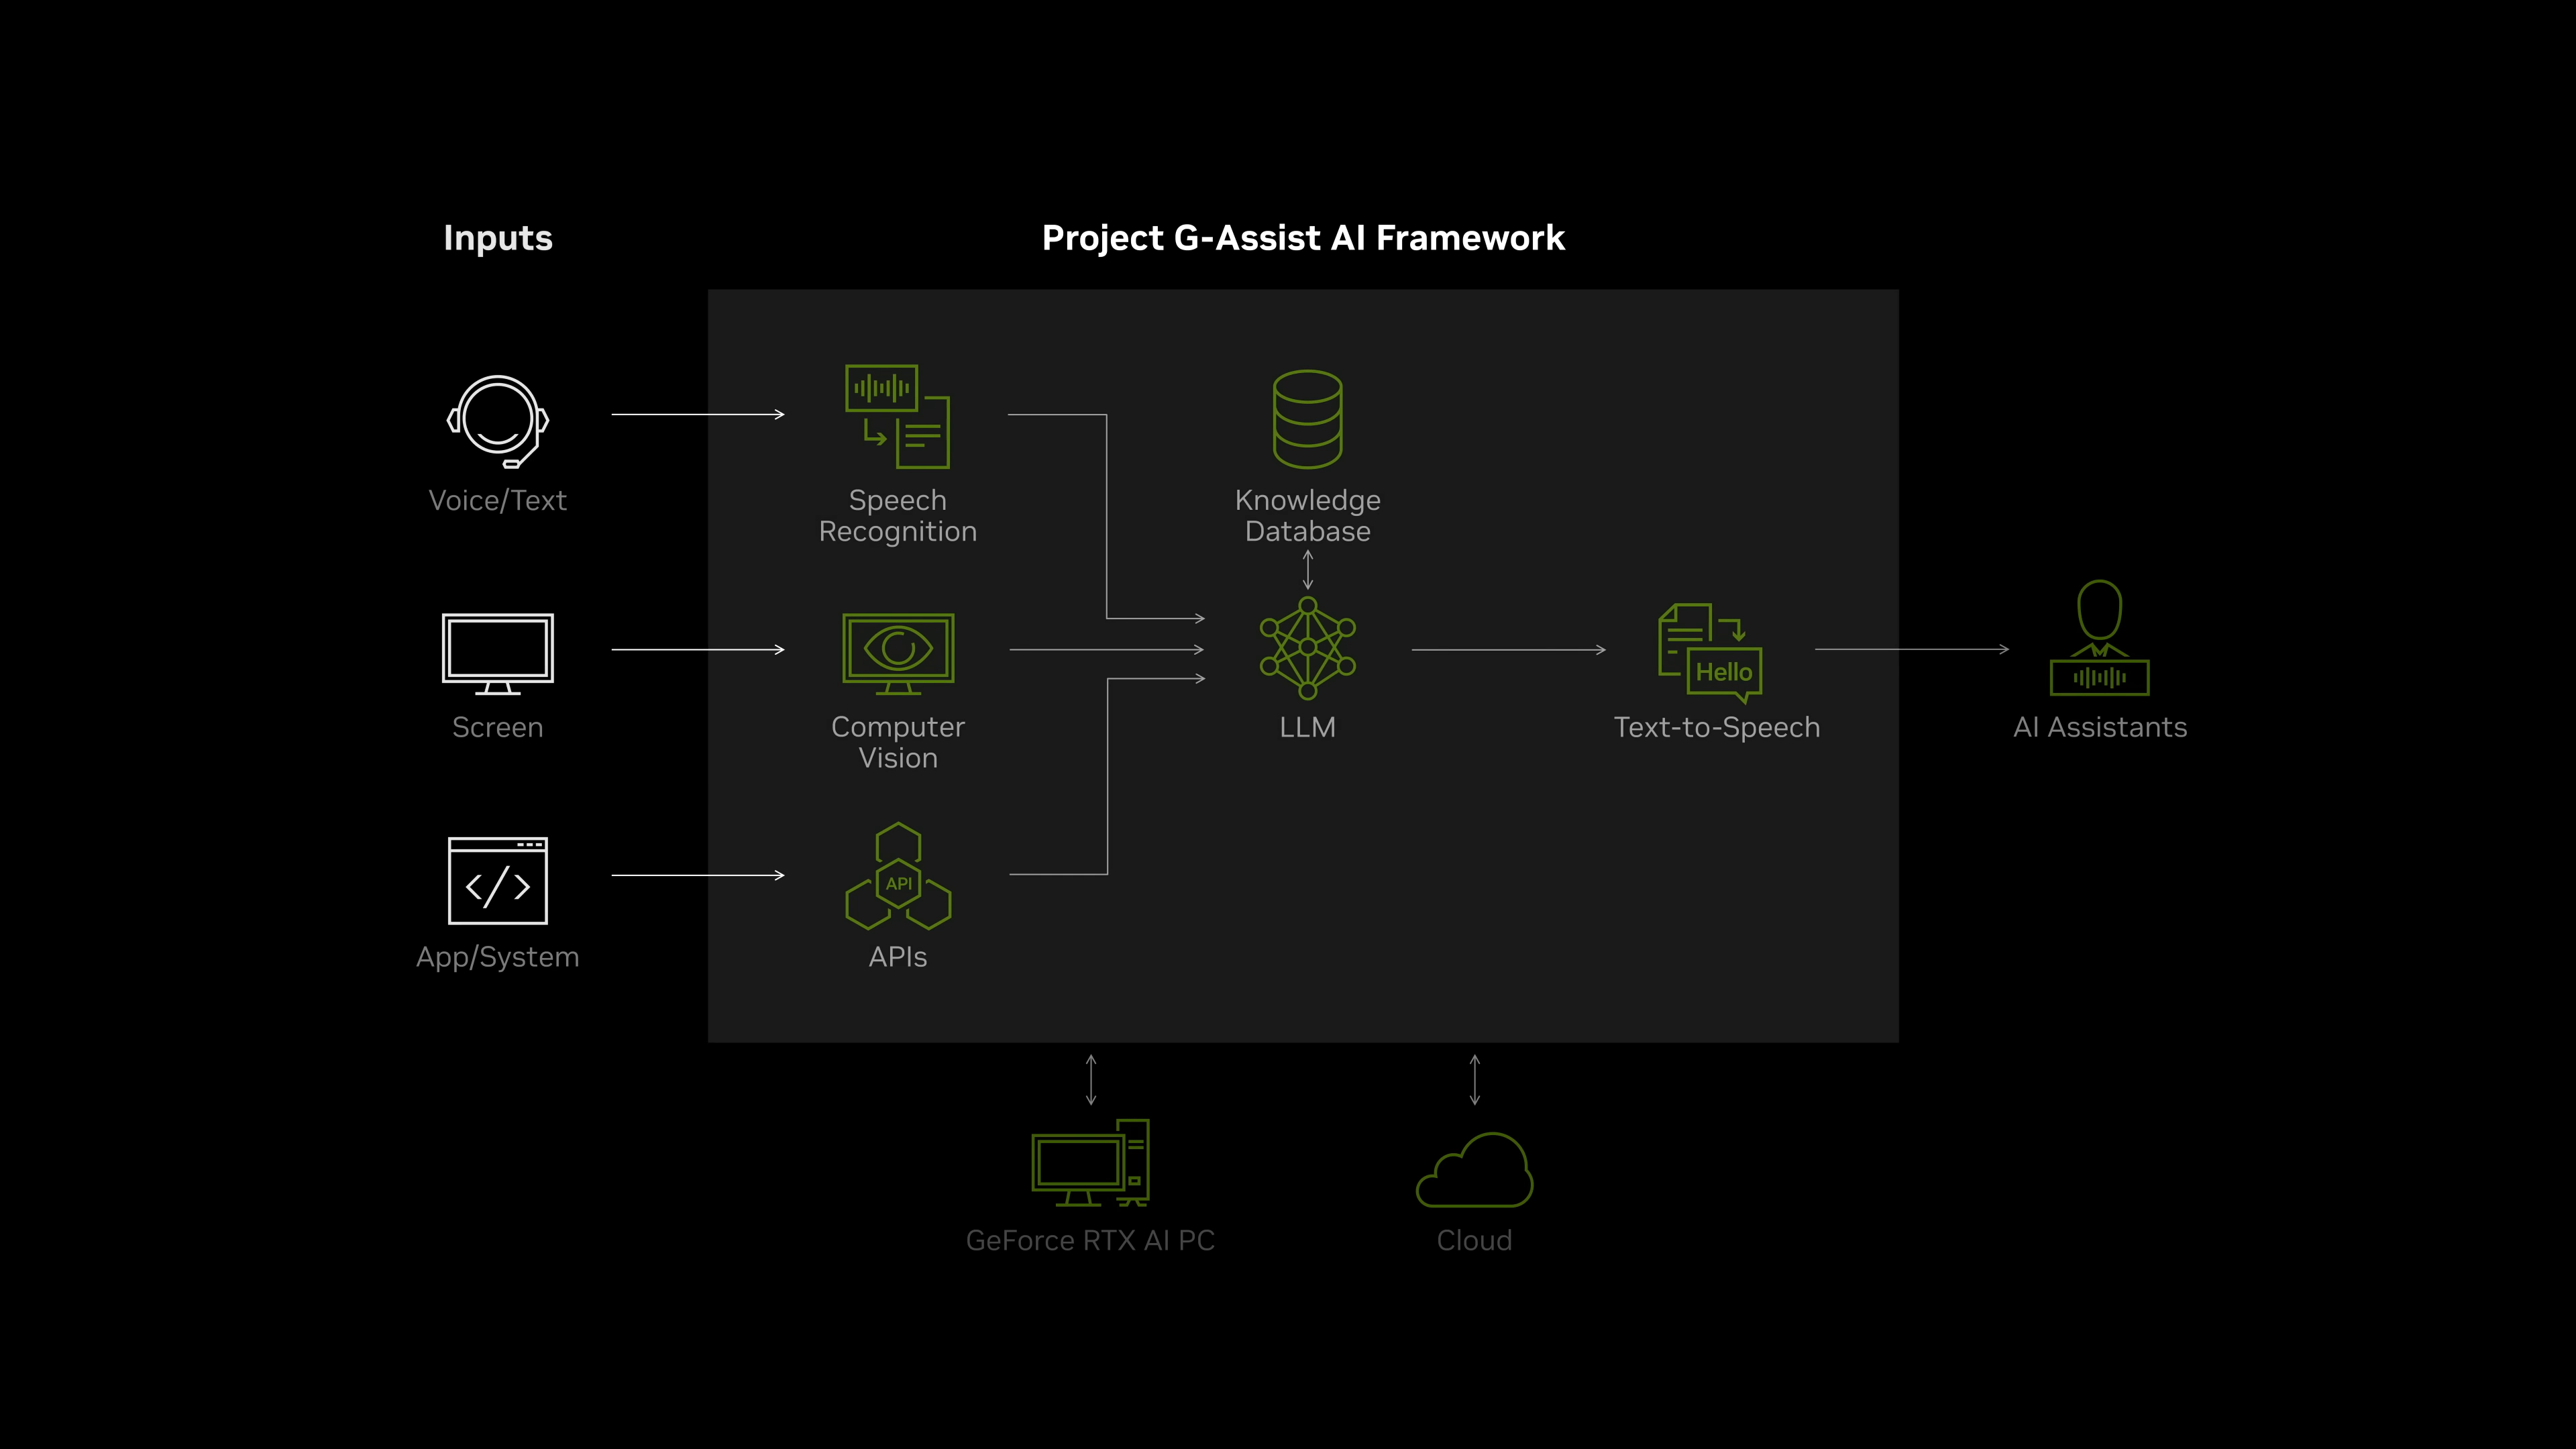 Inputs
Project G-Assist AI Framework
Voice/Text
Speech
Recognition
Knowledge
Database
Screen
Computer
Vision
LLM
Hello
Text-to-Speech
AI Assistants
App/System
API
APIs
GeForce RTX AI PC
Cloud